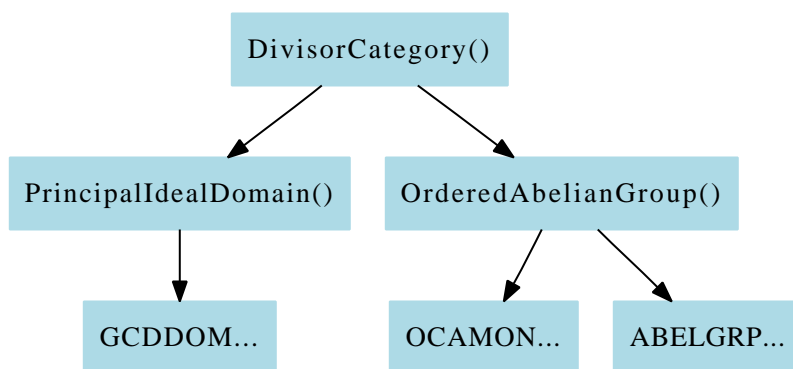 DivisorCategory()
PrincipalIdealDomain()
OrderedAbelianGroup()
GCDDOM...
OCAMON...
ABELGRP...